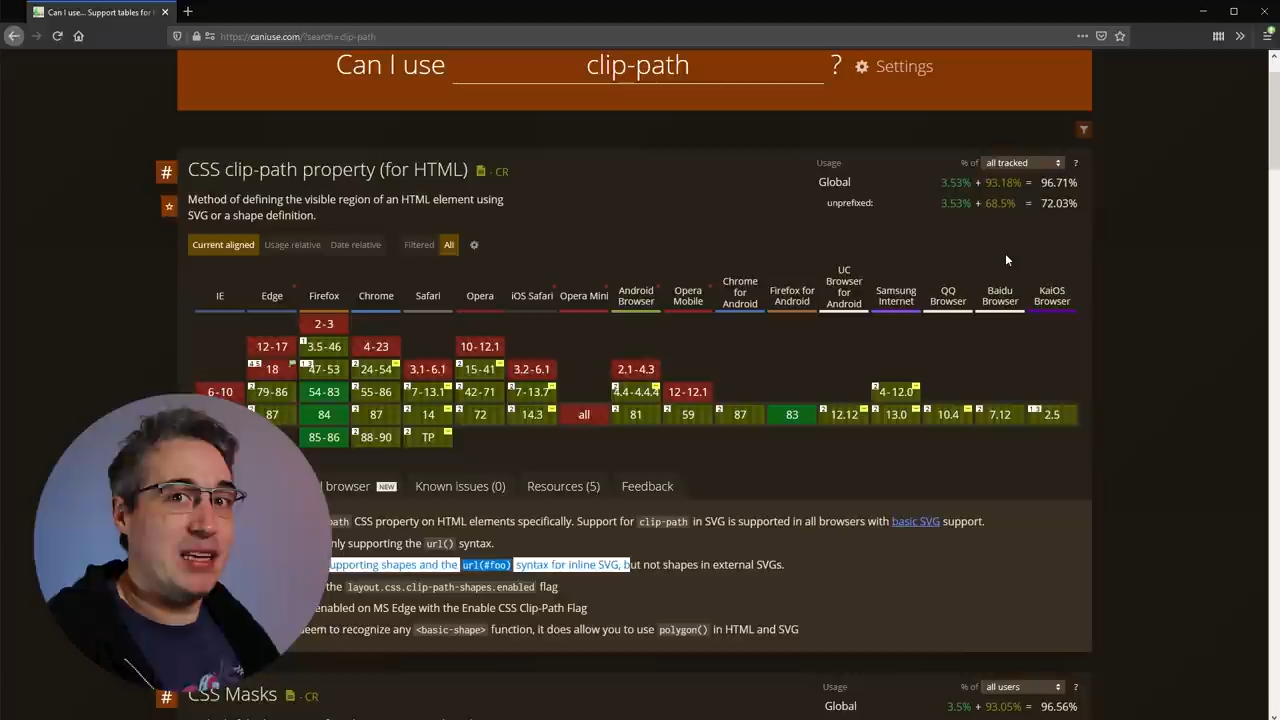 Can I use... Support tables for
https://caniuse.com/?search=clip-path
Can I use clip-path ? Settings
CSS clip-path property (for HTML) - CR
Method of defining the visible region of an HTML element using
SVG or a shape definition.
Usage % of all tracked ?
Global 3.53% + 93.18% = 96.71%
unprefixed: 3.53% + 68.5% = 72.03%
Current aligned Usage relative Date relative Filtered All
IE Edge Firefox Chrome Safari Opera iOS Safari Opera Mini Android Browser Opera Mobile Chrome for Android Firefox for Android UC Browser for Android Samsung Internet QQ Browser Baidu Browser KaiOS Browser
2-3
12-17 3.5-46 4-23 10-12.1
18 47-53 24-54 3.1-6.1 15-41 3.2-6.1 2.1-4.3
6-10 79-86 54-83 55-86 7-13.1 42-71 7-13.7 4.4-4.4.4 12-12.1 4-12.0
87 84 87 14 72 14.3 all 81 59 87 83 12.12 13.0 10.4 7.12 2.5
85-86 88-90 TP
browser NEW Known issues (0) Resources (5) Feedback
path CSS property on HTML elements specifically. Support for clip-path in SVG is supported in all browsers with basic SVG support.
nly supporting the url() syntax.
upporting shapes and the url(#foo) syntax for inline SVG, but not shapes in external SVGs.
the layout.css.clip-path-shapes.enabled flag
enabled on MS Edge with the Enable CSS Clip-Path Flag
eem to recognize any <basic-shape> function, it does allow you to use polygon() in HTML and SVG
CSS Masks - CR
Usage % of all users ?
Global 3.5% + 93.05% = 96.56%